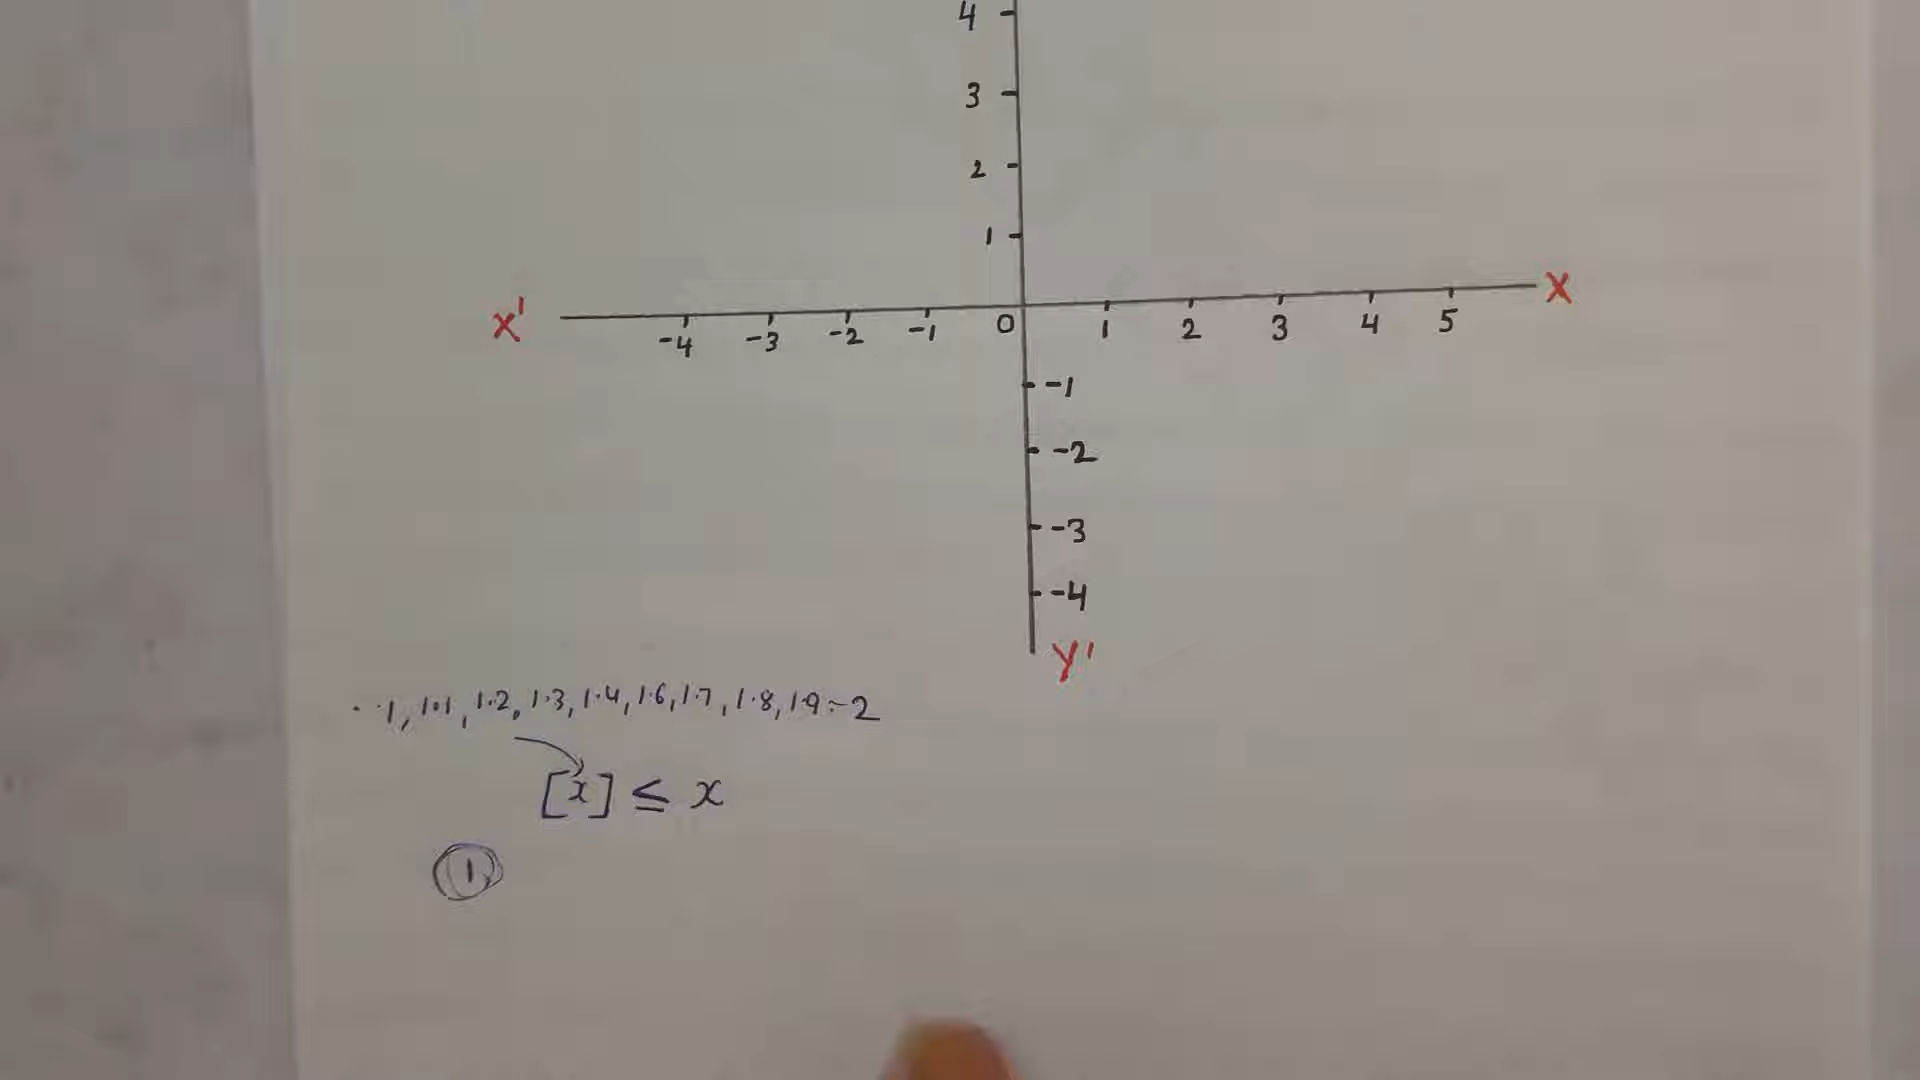 4
3
2
1
X' -4 -3 -2 -1 0 1 2 3 4 5 X
-1
-2
-3
-4
Y'
1, 1.1, 1.2, 1.3, 1.4, 1.6, 1.7, 1.8, 1.9 - 2
[x] ≤ x
1